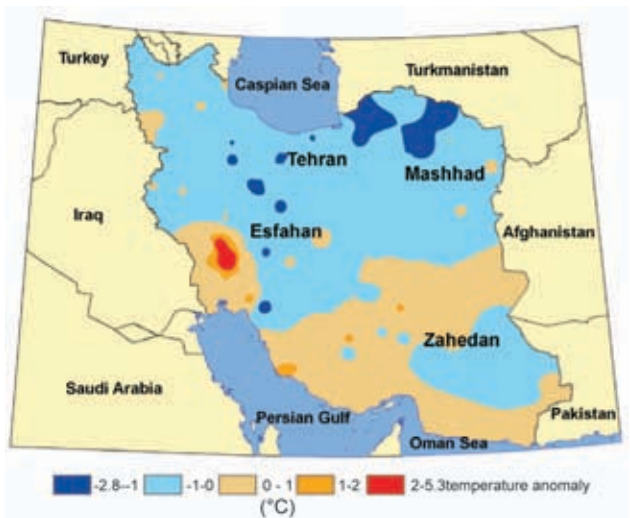 Turkey
Caspian Sea
Turkmanistan
Tehran
Mashhad
Iraq
Esfahan
Afghanistan
Zahedan
Saudi Arabia
Persian Gulf
Pakistan
Oman Sea
-2.8--1 -1-0 0 - 1 1-2 2-5.3temperature anomaly
(°C)